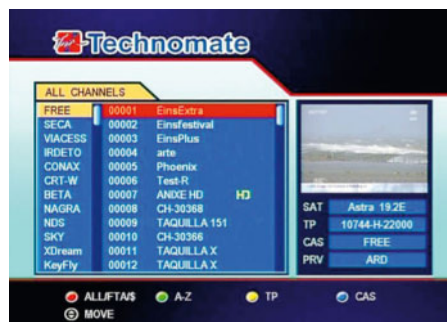 Technomate
ALL CHANNELS
FREE 00001 EinsExtra
SECA 00002 Einsfestival
VIACESS 00003 EinsPlus
IRDETO 00004 arte
CONAX 00005 Phoenix
CRT-W 00006 Test-R
BETA 00007 ANIXE HD HD
NAGRA 00008 CH-30368
NDS 00009 TAQUILLA 151
SKY 00010 CH-30366
XDream 00011 TAQUILLA X
KeyFly 00012 TAQUILLA X
SAT Astra 19.2E
TP 10744-H-22000
CAS FREE
PRV ARD
ALL/FTA/$ A-Z TP CAS
MOVE